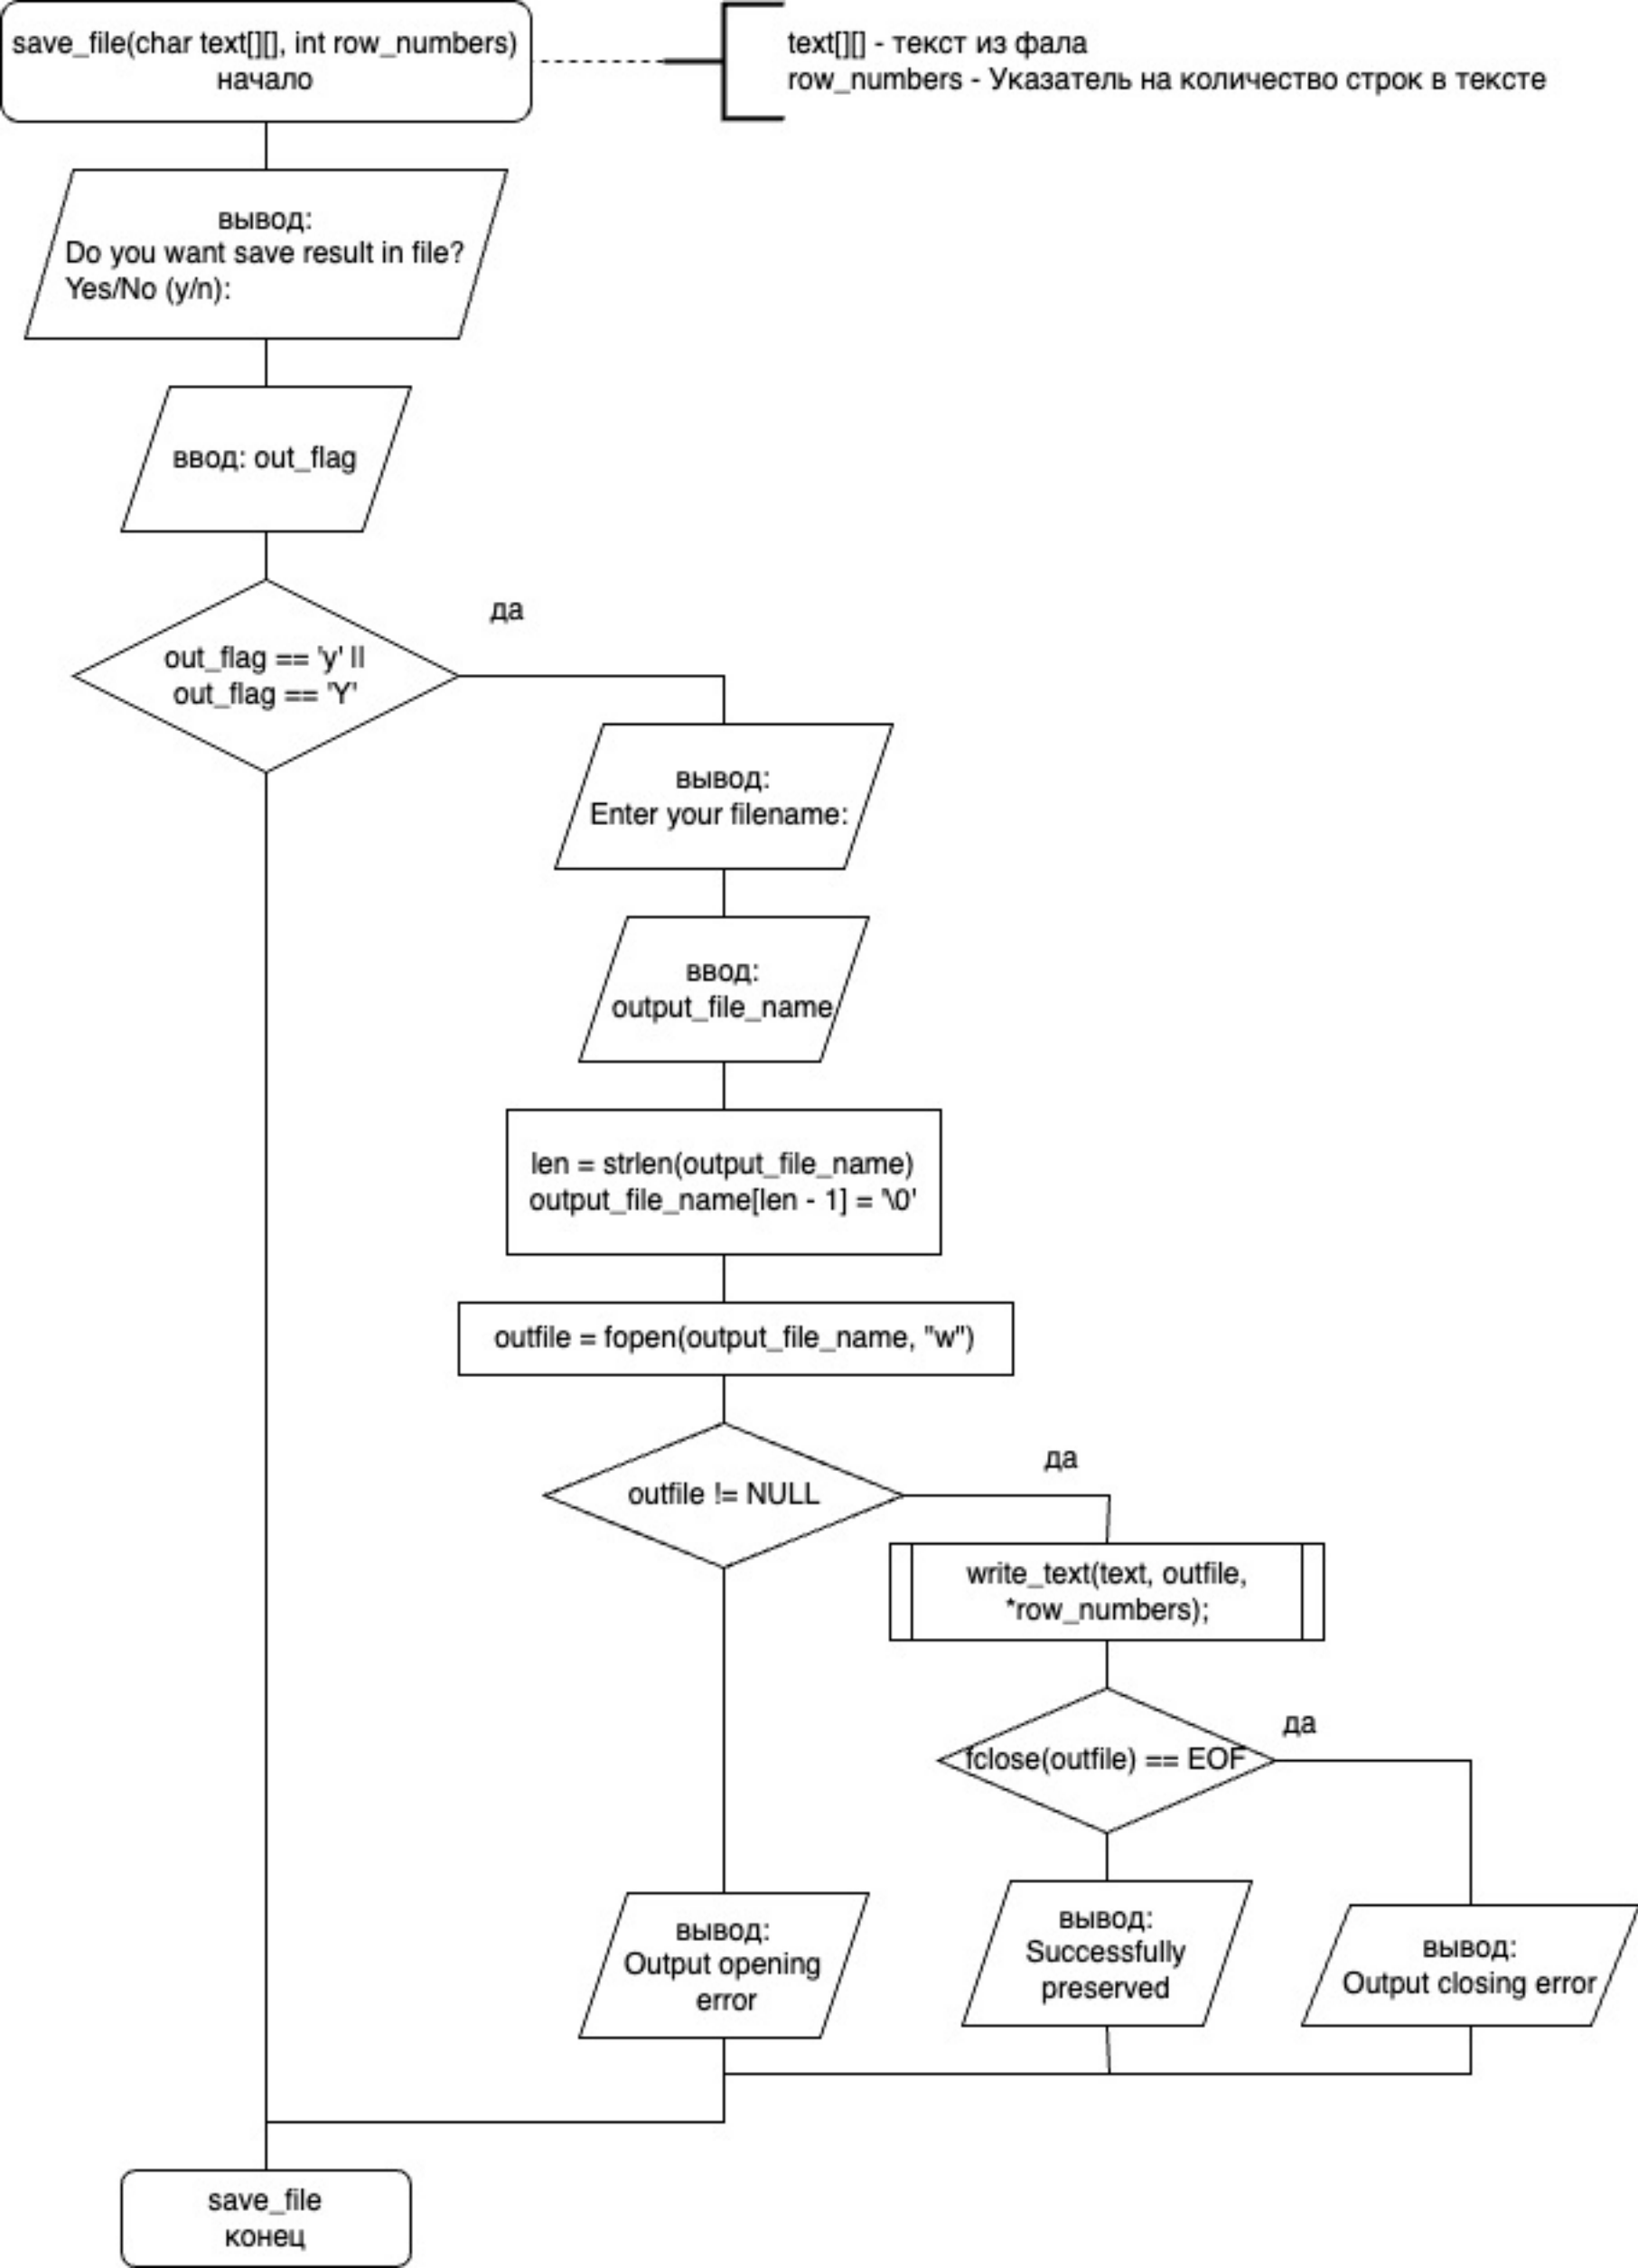 save_file(char text[][], int row_numbers)
начало
text[][] - текст из фала
row_numbers - Указатель на количество строк в тексте
вывод:
Do you want save result in file?
Yes/No (y/n):
ввод: out_flag
да
out_flag == 'y' ||
out_flag == 'Y'
вывод:
Enter your filename:
ввод:
output_file_name
len = strlen(output_file_name)
output_file_name[len - 1] = '\0'
outfile = fopen(output_file_name, "w")
да
outfile != NULL
write_text(text, outfile,
*row_numbers);
да
fclose(outfile) == EOF
вывод:
Output opening
error
вывод:
Successfully
preserved
вывод:
Output closing error
save_file
конец